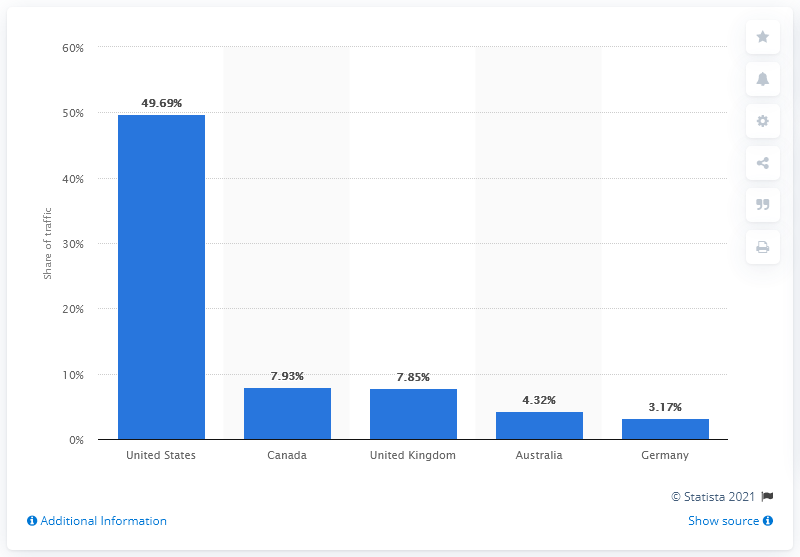 60%
50%
40%
30%
20%
10%
0%
Share of traffic
49.69%
7.93%
7.85%
4.32%
3.17%
United States
Canada
United Kingdom
Australia
Germany
© Statista 2021
Additional Information
Show source